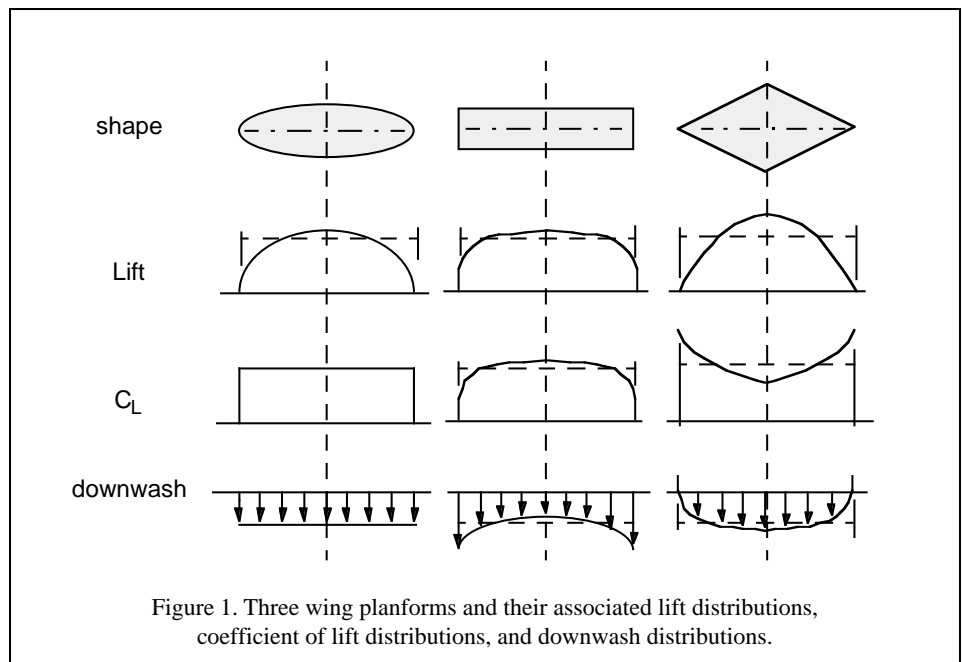 shape
Lift
CL
downwash
Figure 1. Three wing planforms and their associated lift distributions,
coefficient of lift distributions, and downwash distributions.